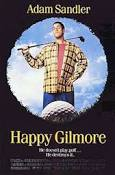 Adam Sandler
He doesn't play golf...
He destroys it.
Happy Gilmore